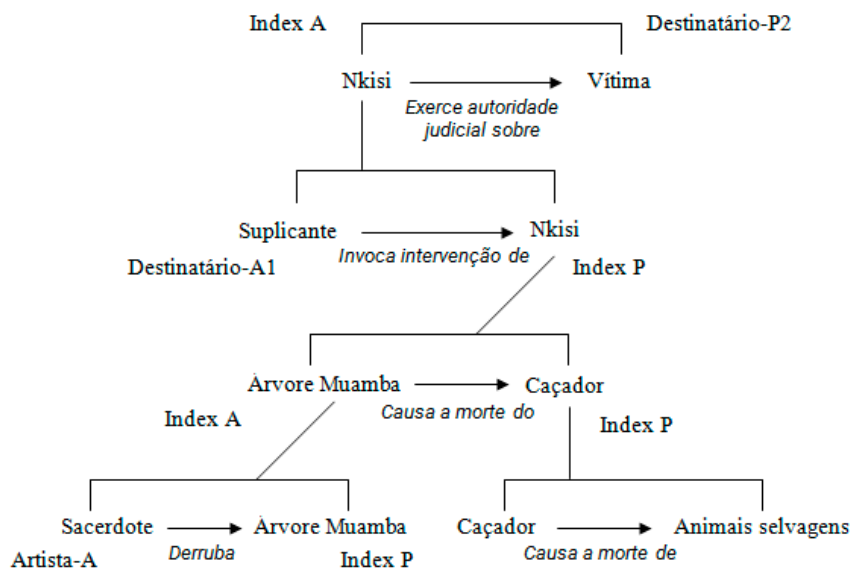 Index A Destinatário-P2
Nkisi Vítima
Exerce autoridade
judicial sobre
Suplicante Nkisi
Invoca intervenção de
Destinatário-A1 Index P
Árvore Muamba Caçador
Causa a morte do
Index A Index P
Sacerdote Árvore Muamba Caçador Animais selvagens
Derruba Causa a morte de
Artista-A Index P